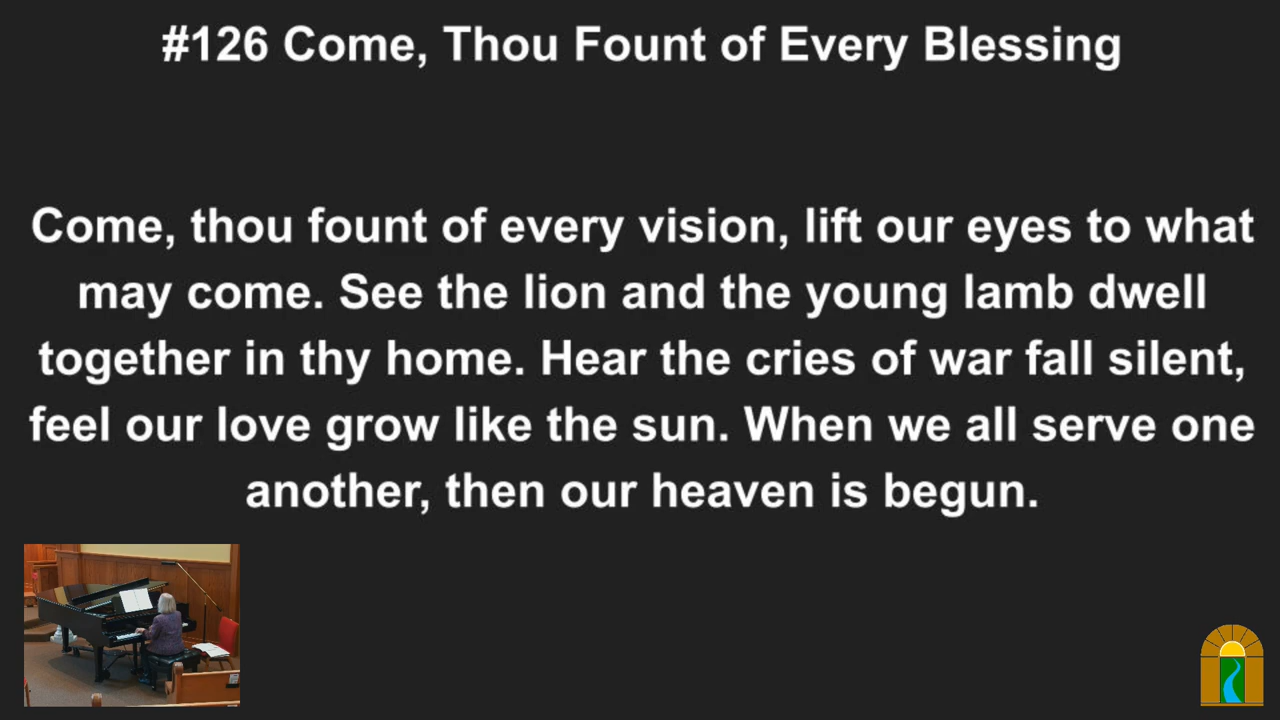 #126 Come, Thou Fount of Every Blessing
Come, thou fount of every vision, lift our eyes to what
may come. See the lion and the young lamb dwell
together in thy home. Hear the cries of war fall silent,
feel our love grow like the sun. When we all serve one
another, then our heaven is begun.